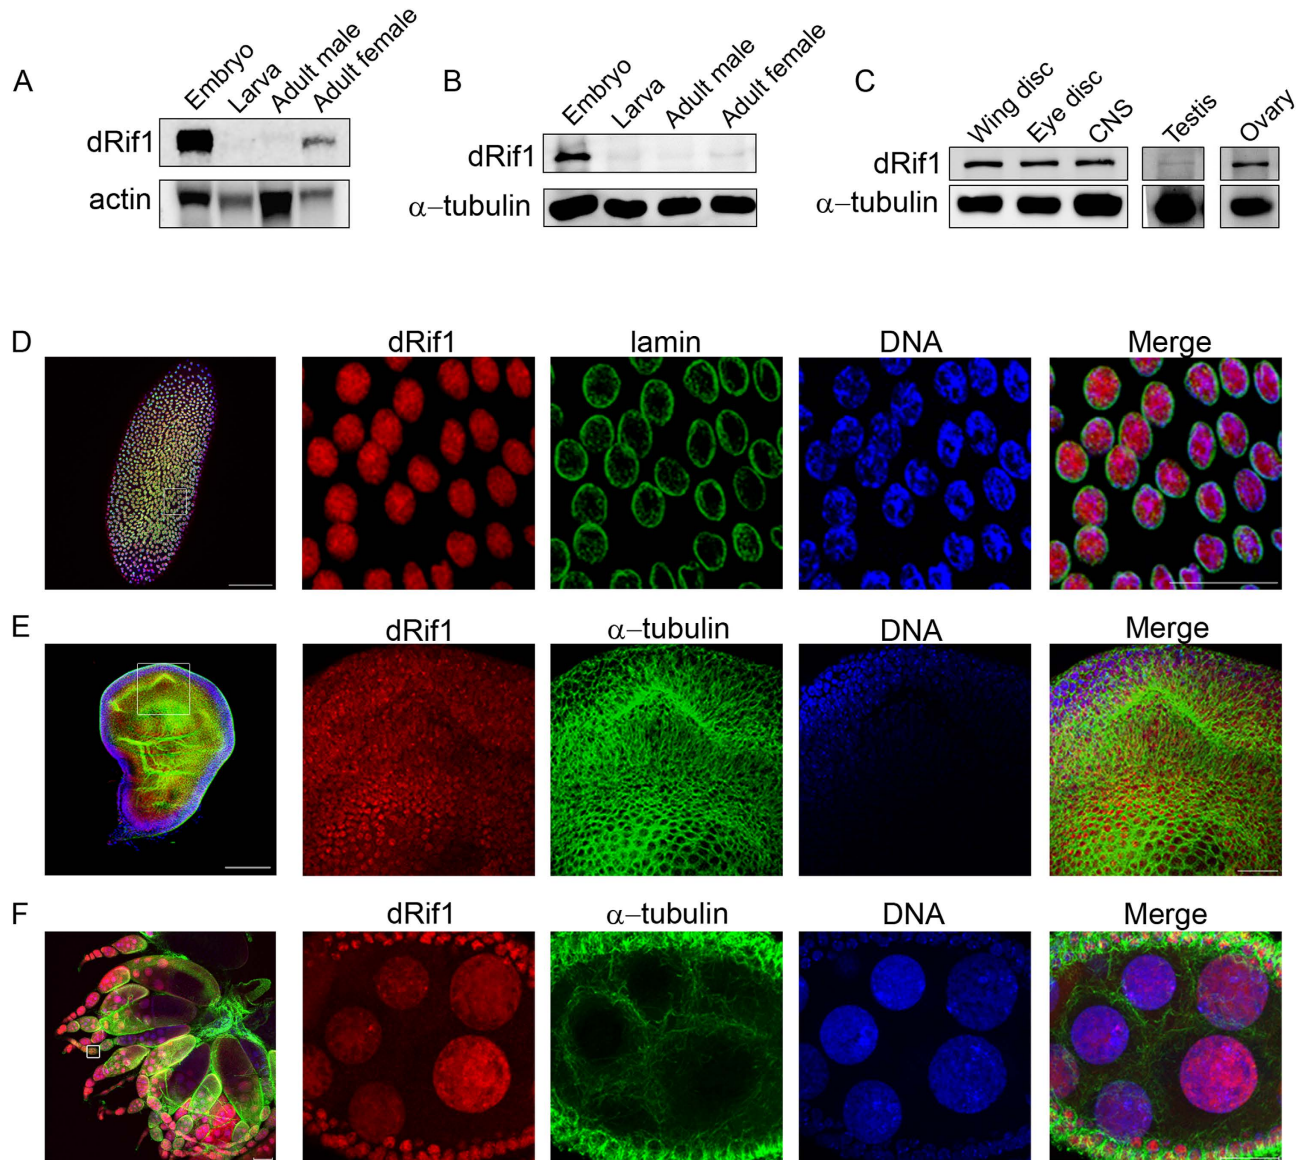 A
Embryo
Larva
Adult male
Adult female
dRif1
actin
B
Embryo
Larva
Adult male
Adult female
dRif1
α–tubulin
C
Wing disc
Eye disc
CNS
Testis
Ovary
dRif1
α–tubulin
D
dRif1
lamin
DNA
Merge
E
dRif1
α–tubulin
DNA
Merge
F
dRif1
α–tubulin
DNA
Merge